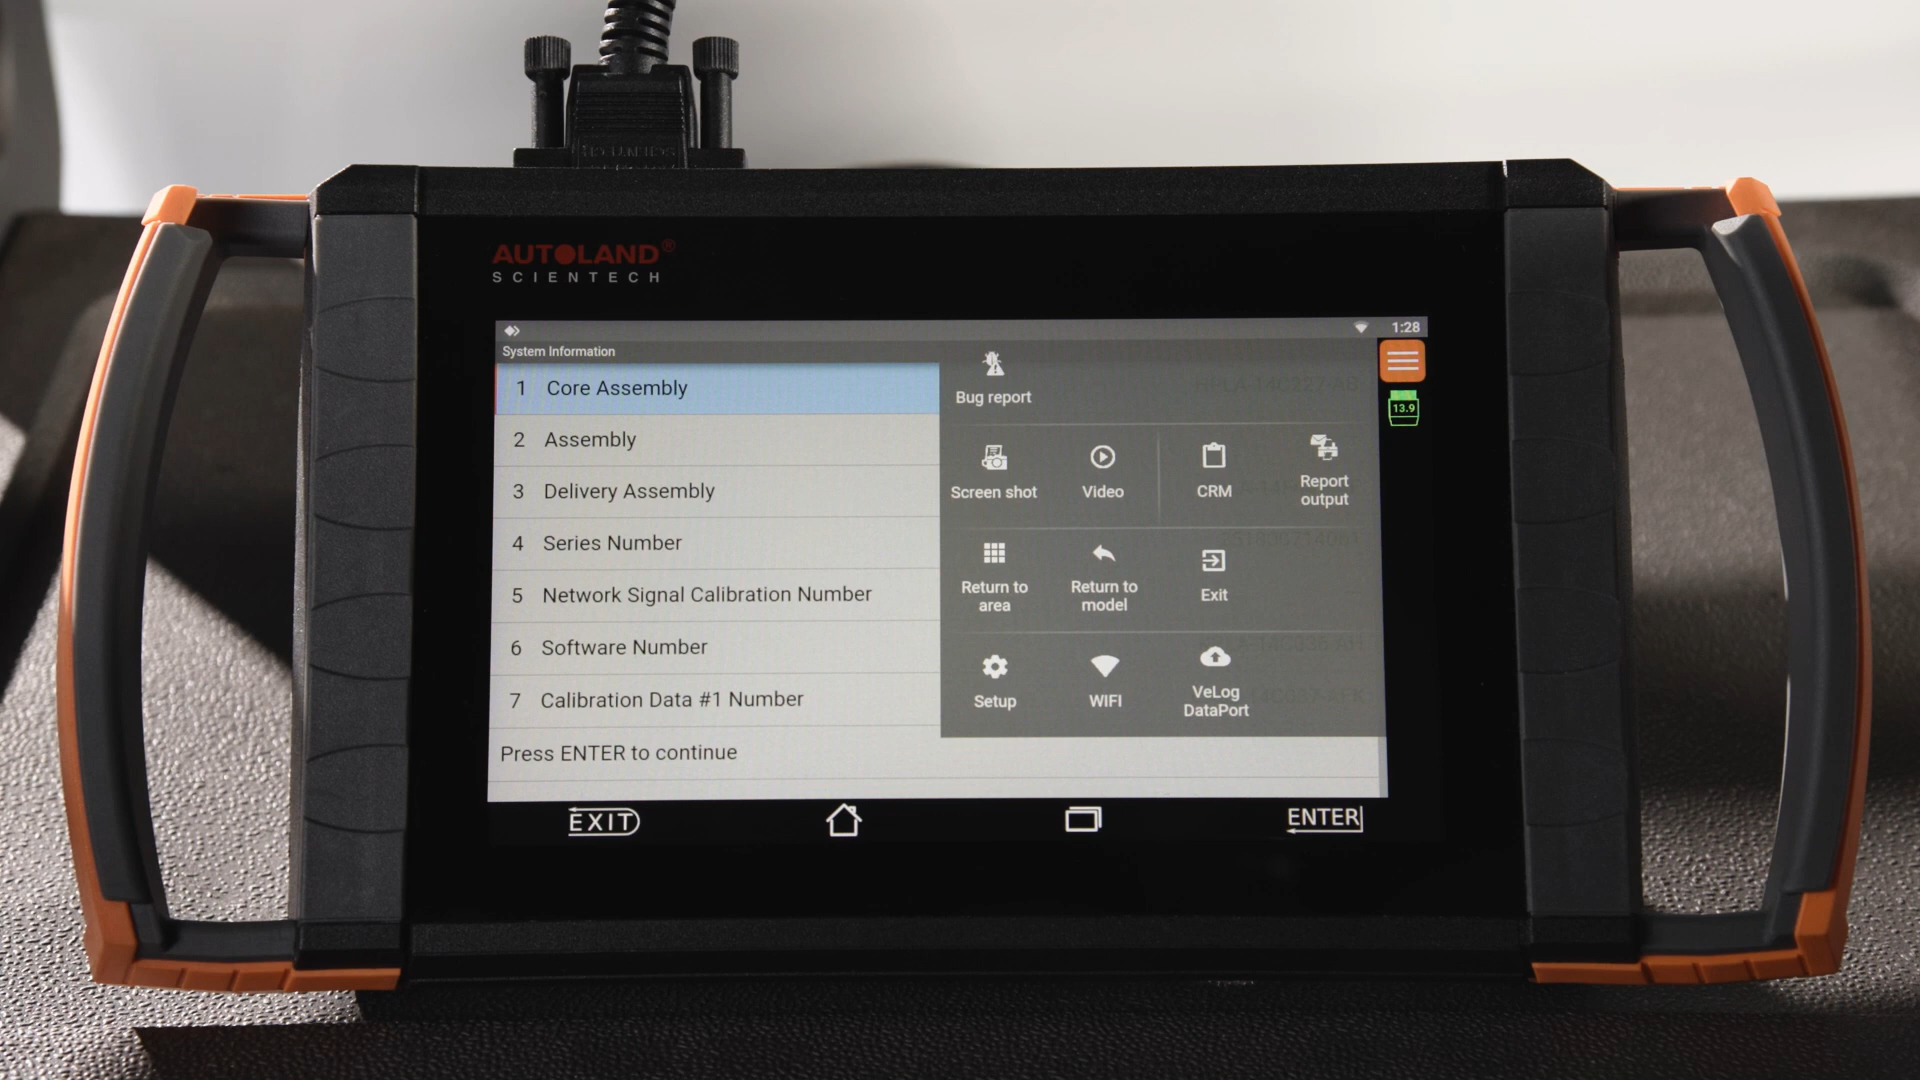 AUTOLAND®
SCIENTECH
1:28
System Information
13.9
1 Core Assembly
2 Assembly
3 Delivery Assembly
4 Series Number
5 Network Signal Calibration Number
6 Software Number
7 Calibration Data #1 Number
Press ENTER to continue
Bug report
Screen shot
Video
CRM
Report
output
Return to
area
Return to
model
Exit
Setup
WIFI
VeLog
DataPort
EXIT
ENTER